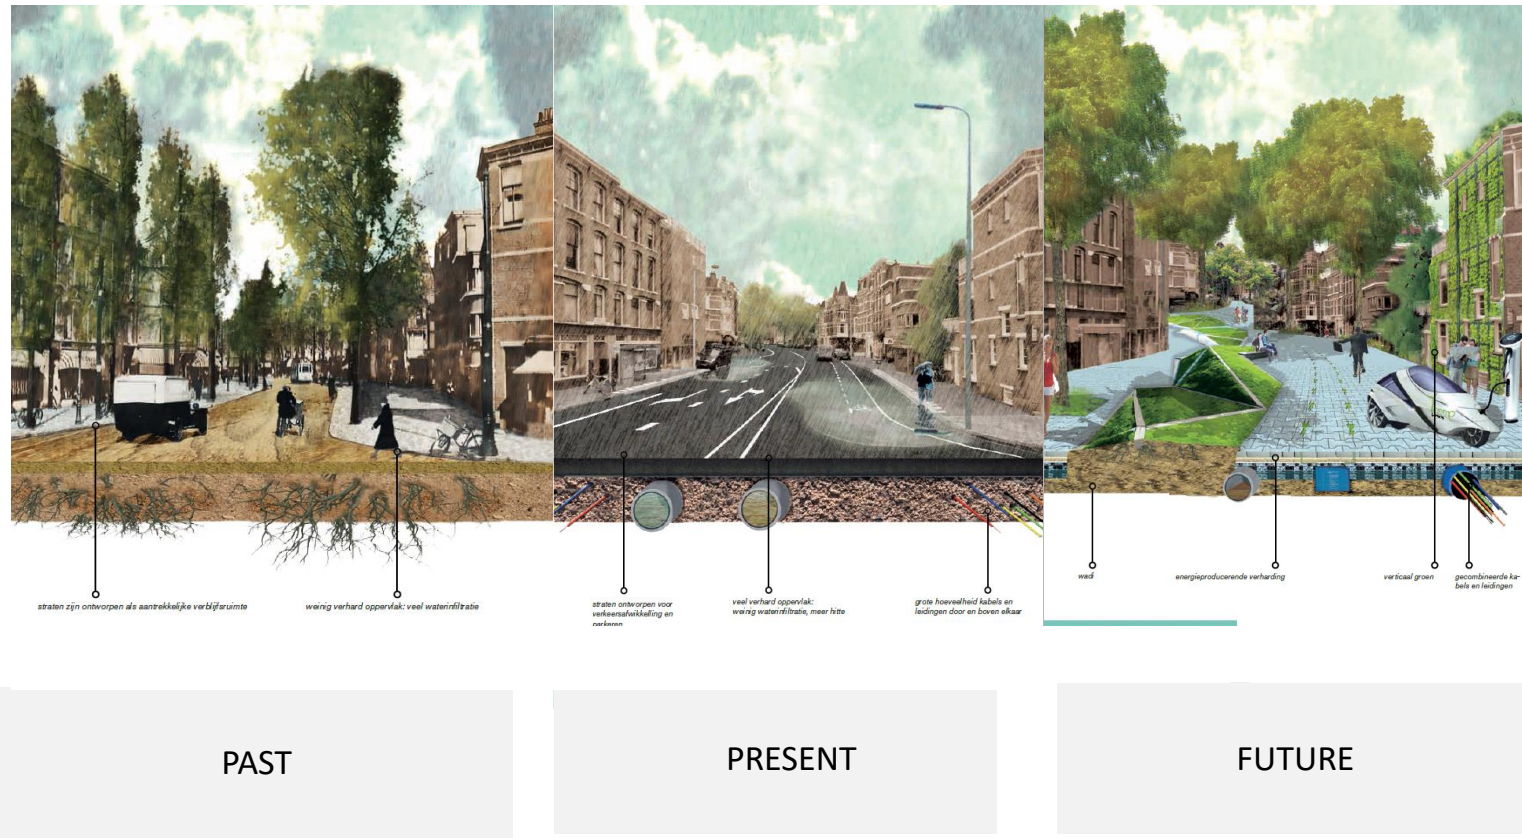 straten zijn ontworpen als aantrekkelijke verblijfsruimte
weinig verhard oppervlak: veel waterinfiltratie
straten ontworpen voor
verkeersafwikkelling en
parkeren
veel verhard oppervlak:
weinig waterinfiltratie, meer hitte
grote hoeveelheid kabels en
leidingen door en boven elkaar
wadi
energieproducerende verharding
verticaal groen
gecombineerde ka-
bels en leidingen
PAST
PRESENT
FUTURE